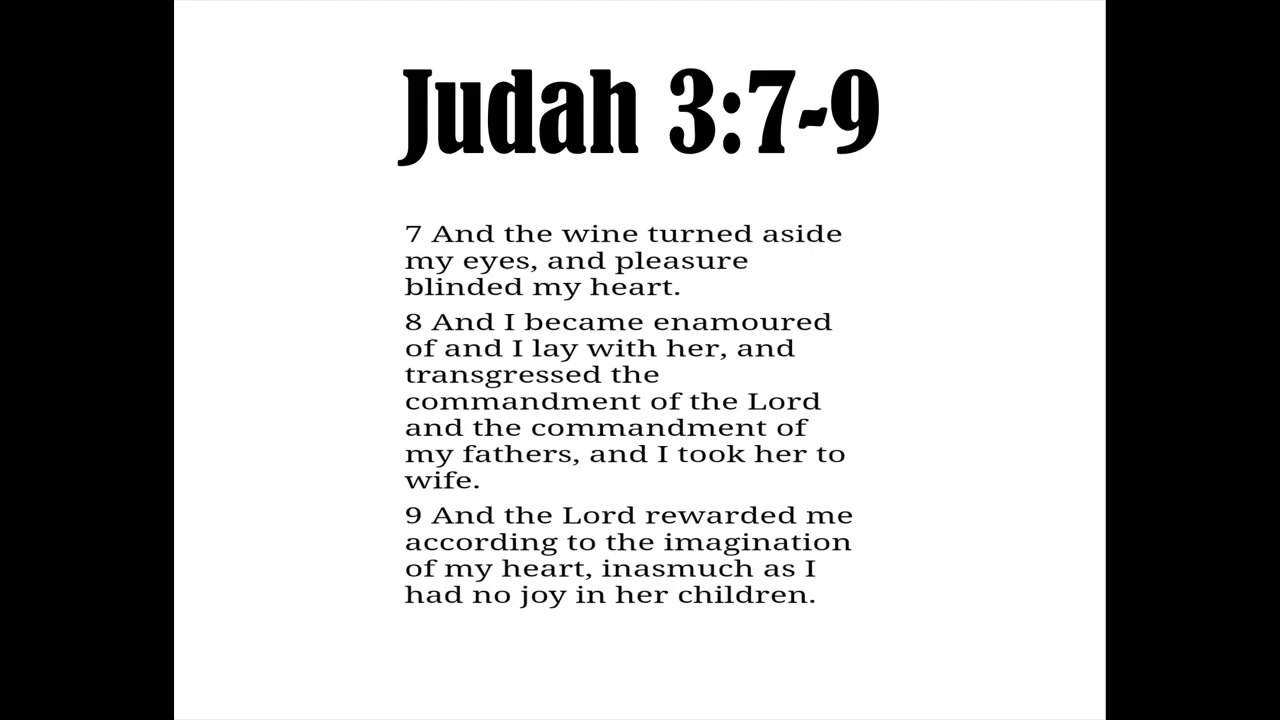 Judah 3:7-9
7 And the wine turned aside
my eyes, and pleasure
blinded my heart.
8 And I became enamoured
of and I lay with her, and
transgressed the
commandment of the Lord
and the commandment of
my fathers, and I took her to
wife.
9 And the Lord rewarded me
according to the imagination
of my heart, inasmuch as I
had no joy in her children.